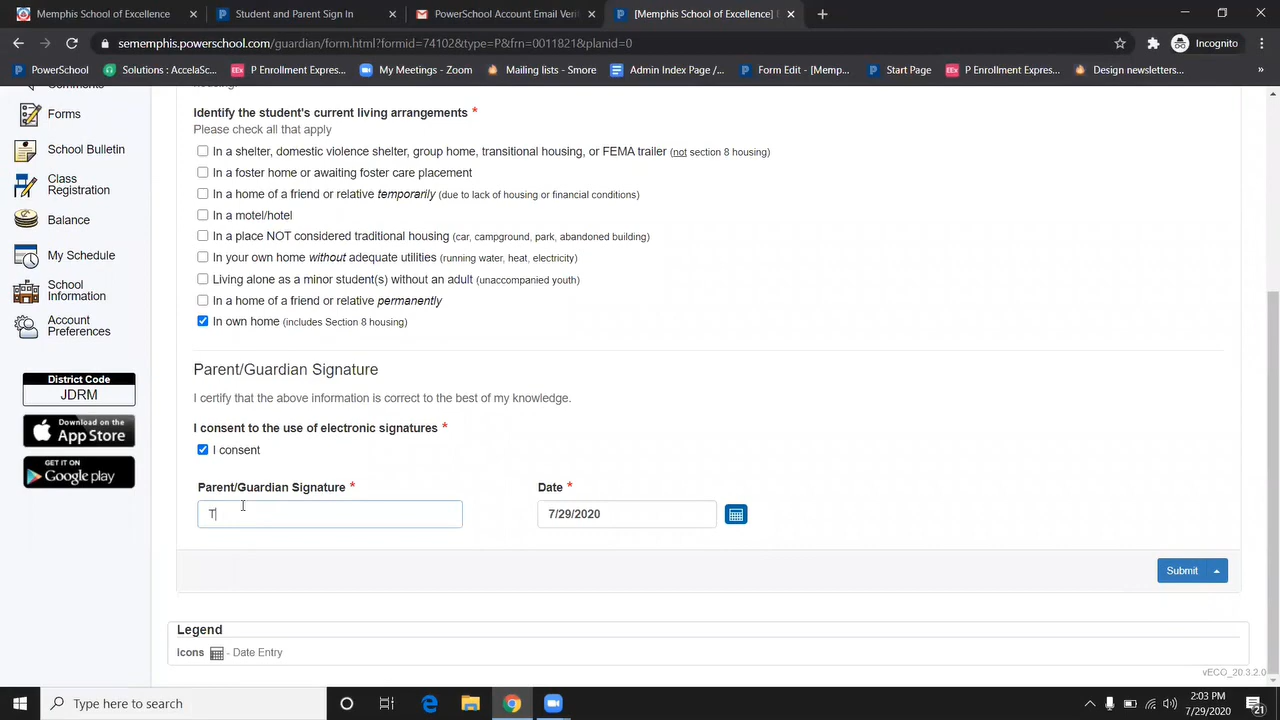 Memphis School of Excellence
Student and Parent Sign In
PowerSchool Account Email Veri
[Memphis School of Excellence]
sememphis.powerschool.com/guardian/form.html?formid=74102&type=P&frn=0011821&planid=0
Incognito
PowerSchool
Solutions : AccelaSc...
P Enrollment Expres...
My Meetings - Zoom
Mailing lists - Smore
Admin Index Page /...
Form Edit - [Memp...
Start Page
P Enrollment Expres...
Design newsletters...
Forms
School Bulletin
Class
Registration
Balance
My Schedule
School
Information
Account
Preferences
District Code
JDRM
Download on the
App Store
GET IT ON
Google play
Identify the student's current living arrangements *
Please check all that apply
In a shelter, domestic violence shelter, group home, transitional housing, or FEMA trailer (not section 8 housing)
In a foster home or awaiting foster care placement
In a home of a friend or relative temporarily (due to lack of housing or financial conditions)
In a motel/hotel
In a place NOT considered traditional housing (car, campground, park, abandoned building)
In your own home without adequate utilities (running water, heat, electricity)
Living alone as a minor student(s) without an adult (unaccompanied youth)
In a home of a friend or relative permanently
In own home (includes Section 8 housing)
Parent/Guardian Signature
I certify that the above information is correct to the best of my knowledge.
I consent to the use of electronic signatures *
I consent
Parent/Guardian Signature *
Date *
T
7/29/2020
Submit
Legend
Icons - Date Entry
vECO_20.3.2.0
Type here to search
2:03 PM
7/29/2020
21